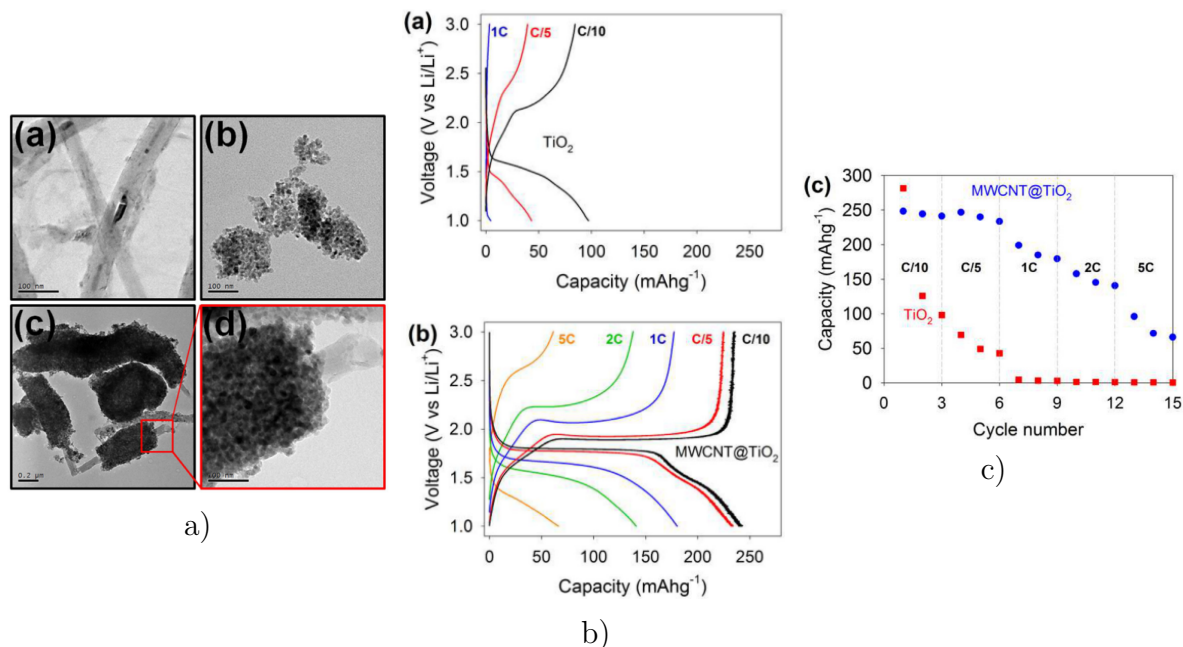 (a)
(b)
100 nm
100 nm
(c)
(d)
0.2 µm
100 nm
a)
(a)
1C
C/5
C/10
3.0
2.5
2.0
1.5
1.0
TiO₂
Voltage (V vs Li/Li⁺)
0 50 100 150 200 250
Capacity (mAhg⁻¹)
(b)
5C
2C
1C
C/5
C/10
3.0
2.5
2.0
1.5
1.0
MWCNT@TiO₂
Voltage (V vs Li/Li⁺)
0 50 100 150 200 250
Capacity (mAhg⁻¹)
b)
(c)
300
250
200
150
100
50
0
MWCNT@TiO₂
C/10
C/5
1C
2C
5C
TiO₂
Capacity (mAhg⁻¹)
0 3 6 9 12 15
Cycle number
c)